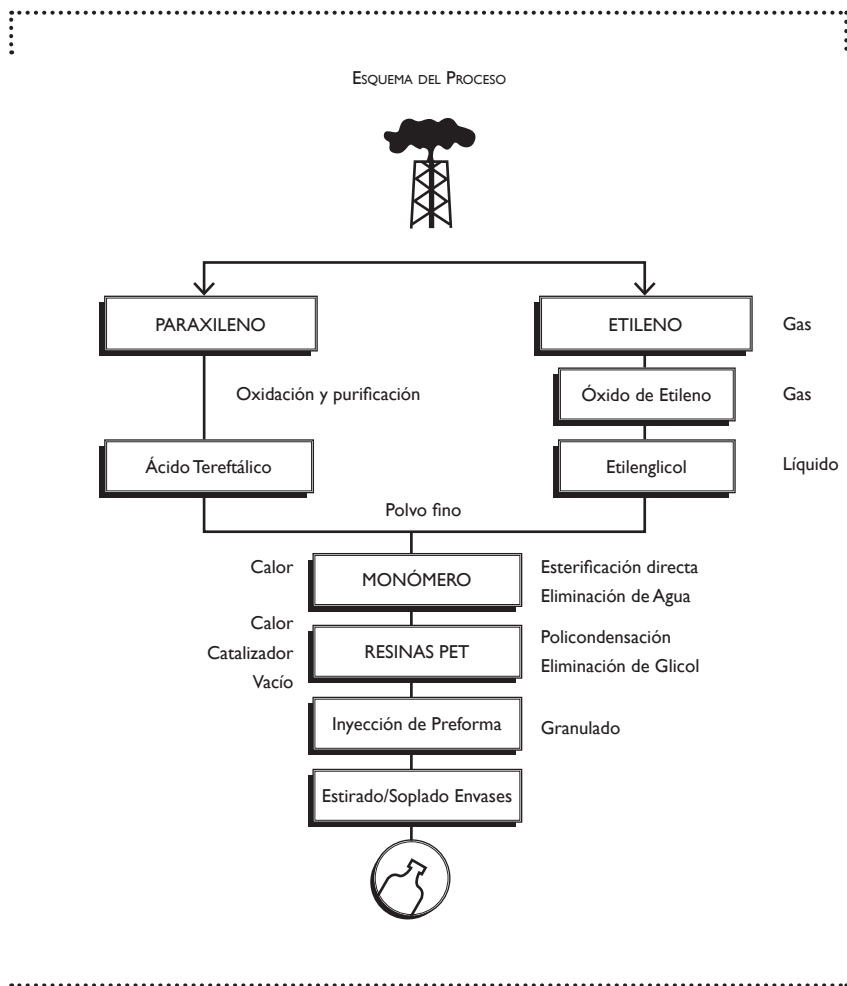 Esquema del Proceso
PARAXILENO
ETILENO
Gas
Oxidación y purificación
Óxido de Etileno
Gas
Ácido Tereftálico
Etilenglicol
Líquido
Polvo fino
Calor
MONÓMERO
Esterificación directa
Eliminación de Agua
Calor
Catalizador
Vacío
RESINAS PET
Policondensación
Eliminación de Glicol
Inyección de Preforma
Granulado
Estirado/Soplado Envases